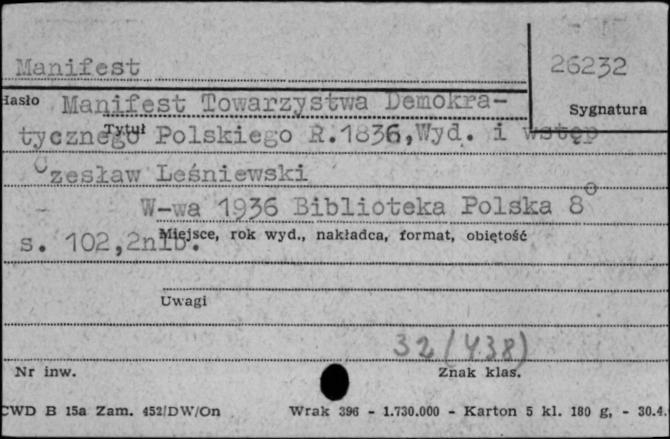 Manifest
26232
Hasło Manifest Towarzystwa Demokra-
Sygnatura
tycznego Polskiego R.1836,Wyd. i wstęp
Tytuł
Czesław Leśniewski
W-wa 1936 Biblioteka Polska 8°
s. 102,2nlb.
Miejsce, rok wyd., nakładca, format, obiętość
Uwagi
32 (438)
Nr inw.
Znak klas.
CWD B 15a Zam. 452/DW/On Wrak 396 - 1.730.000 - Karton 5 kl. 180 g, - 30.4.